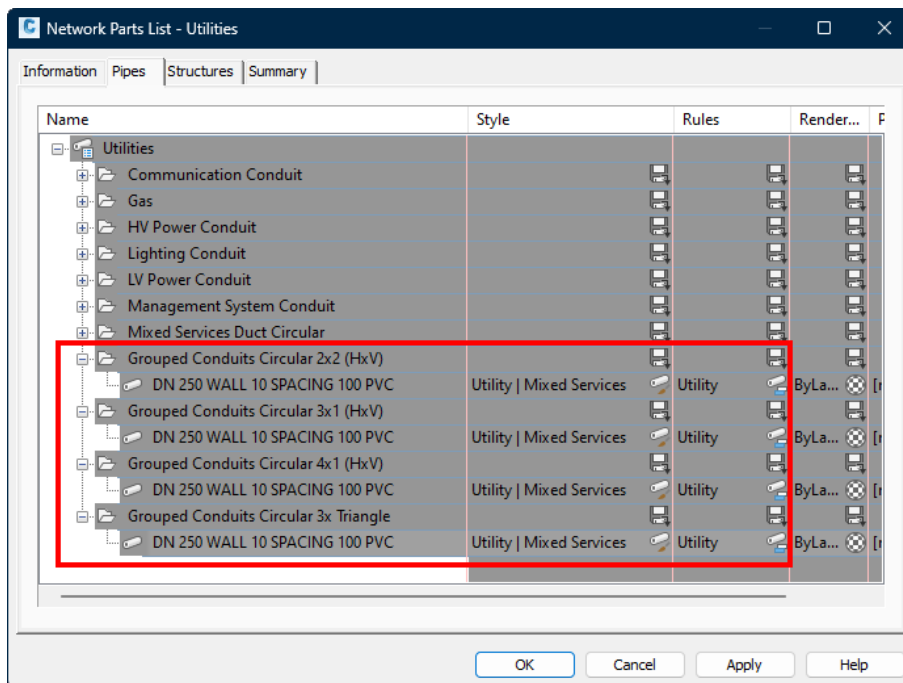 Network Parts List - Utilities
Information Pipes Structures Summary
Name Style Rules Render... P
Utilities
Communication Conduit
Gas
HV Power Conduit
Lighting Conduit
LV Power Conduit
Management System Conduit
Mixed Services Duct Circular
Grouped Conduits Circular 2x2 (HxV)
DN 250 WALL 10 SPACING 100 PVC Utility | Mixed Services Utility ByLa...
Grouped Conduits Circular 3x1 (HxV)
DN 250 WALL 10 SPACING 100 PVC Utility | Mixed Services Utility ByLa...
Grouped Conduits Circular 4x1 (HxV)
DN 250 WALL 10 SPACING 100 PVC Utility | Mixed Services Utility ByLa...
Grouped Conduits Circular 3x Triangle
DN 250 WALL 10 SPACING 100 PVC Utility | Mixed Services Utility ByLa...
OK Cancel Apply Help